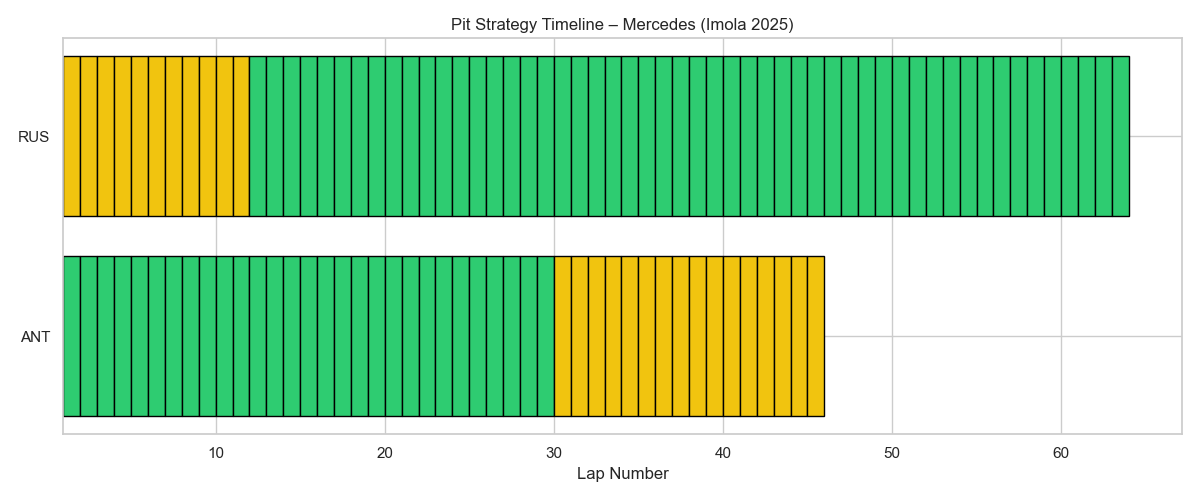 Pit Strategy Timeline – Mercedes (Imola 2025)
RUS
ANT
10 20 30 40 50 60
Lap Number